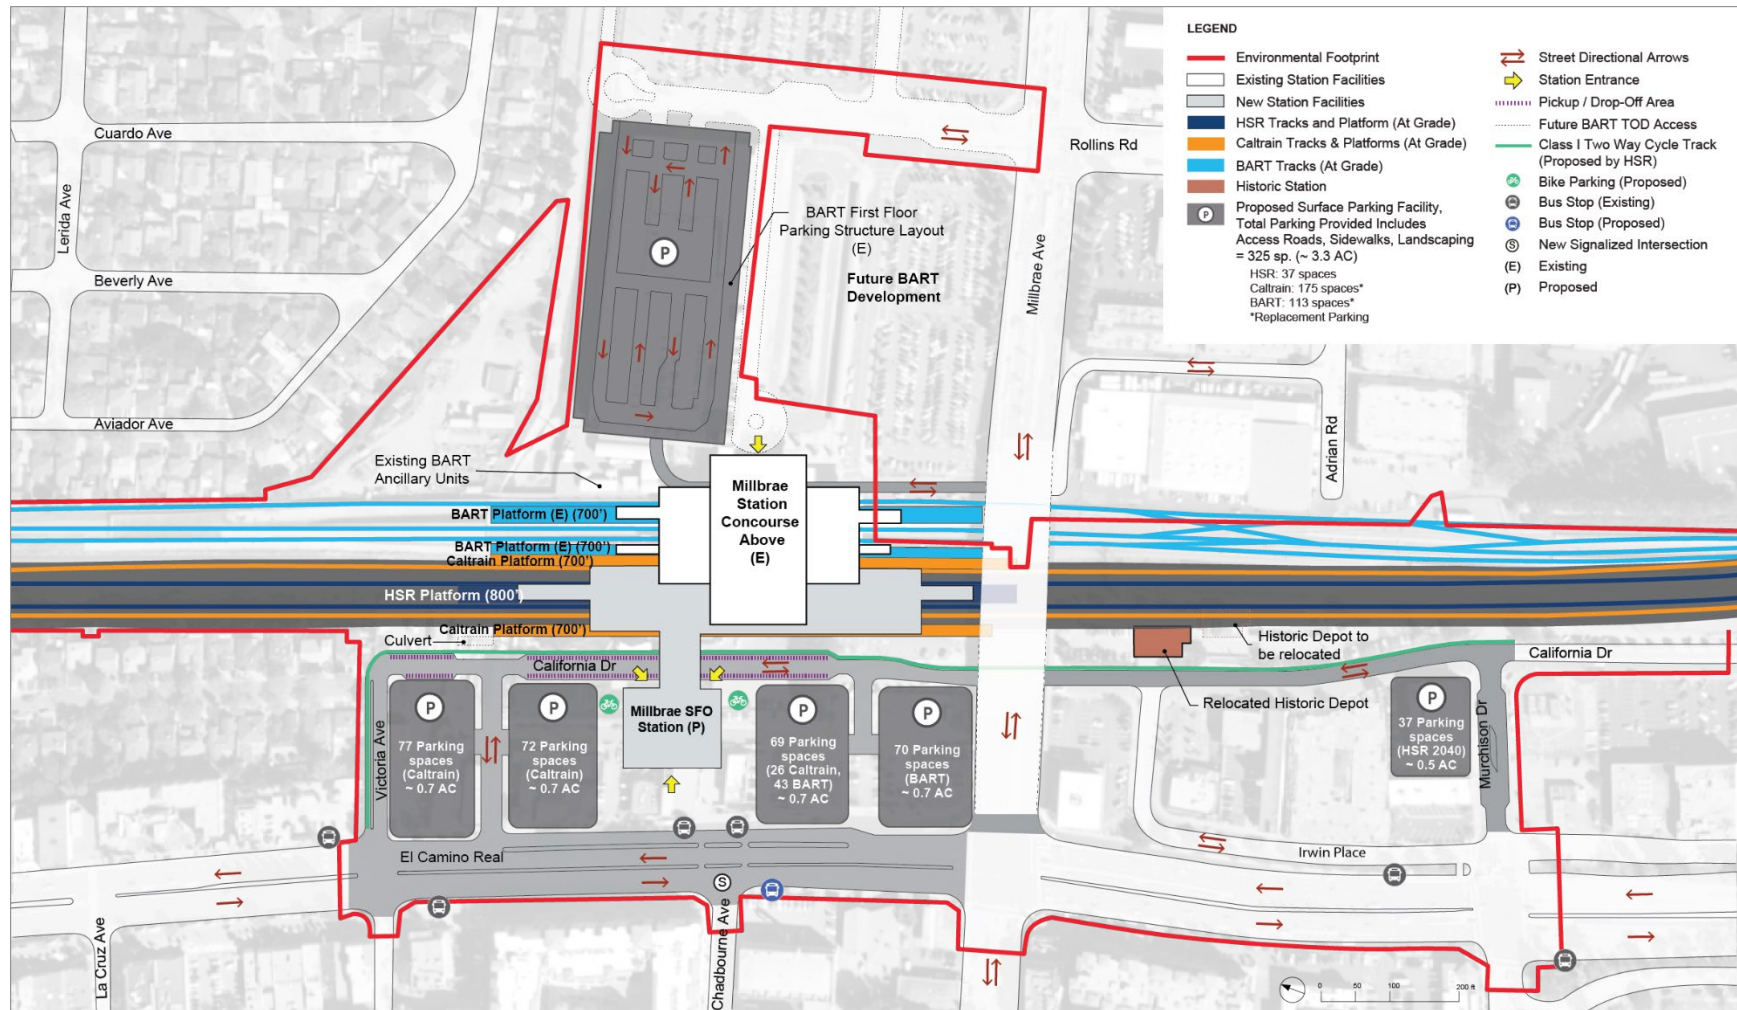 LEGEND
Environmental Footprint
Existing Station Facilities
New Station Facilities
HSR Tracks and Platform (At Grade)
Caltrain Tracks & Platforms (At Grade)
BART Tracks (At Grade)
Historic Station
P
Proposed Surface Parking Facility,
Total Parking Provided Includes
Access Roads, Sidewalks, Landscaping
= 325 sp. (~ 3.3 AC)
HSR: 37 spaces
Caltrain: 175 spaces*
BART: 113 spaces*
*Replacement Parking
Street Directional Arrows
Station Entrance
Pickup / Drop-Off Area
Future BART TOD Access
Class I Two Way Cycle Track
(Proposed by HSR)
Bike Parking (Proposed)
Bus Stop (Existing)
Bus Stop (Proposed)
S New Signalized Intersection
(E) Existing
(P) Proposed
Cuardo Ave
Lerida Ave
Beverly Ave
Aviador Ave
Rollins Rd
Millbrae Ave
Adrian Rd
P
BART First Floor
Parking Structure Layout
(E)
Future BART
Development
Existing BART
Ancillary Units
Millbrae
Station
Concourse
Above
(E)
BART Platform (E) (700')
BART Platform (E) (700')
Caltrain Platform (700')
HSR Platform (800')
Caltrain Platform (700')
Culvert
California Dr
Historic Depot to
be relocated
California Dr
Relocated Historic Depot
Victoria Ave
P
77 Parking
spaces
(Caltrain)
~ 0.7 AC
P
72 Parking
spaces
(Caltrain)
~ 0.7 AC
Millbrae SFO
Station (P)
P
69 Parking
spaces
(26 Caltrain,
43 BART)
~ 0.7 AC
P
70 Parking
spaces
(BART)
~ 0.7 AC
P
37 Parking
spaces
(HSR 2040)
~ 0.5 AC
Murchison Dr
El Camino Real
Irwin Place
S
La Cruz Ave
Chadbourne Ave
0 50 100 200 ft